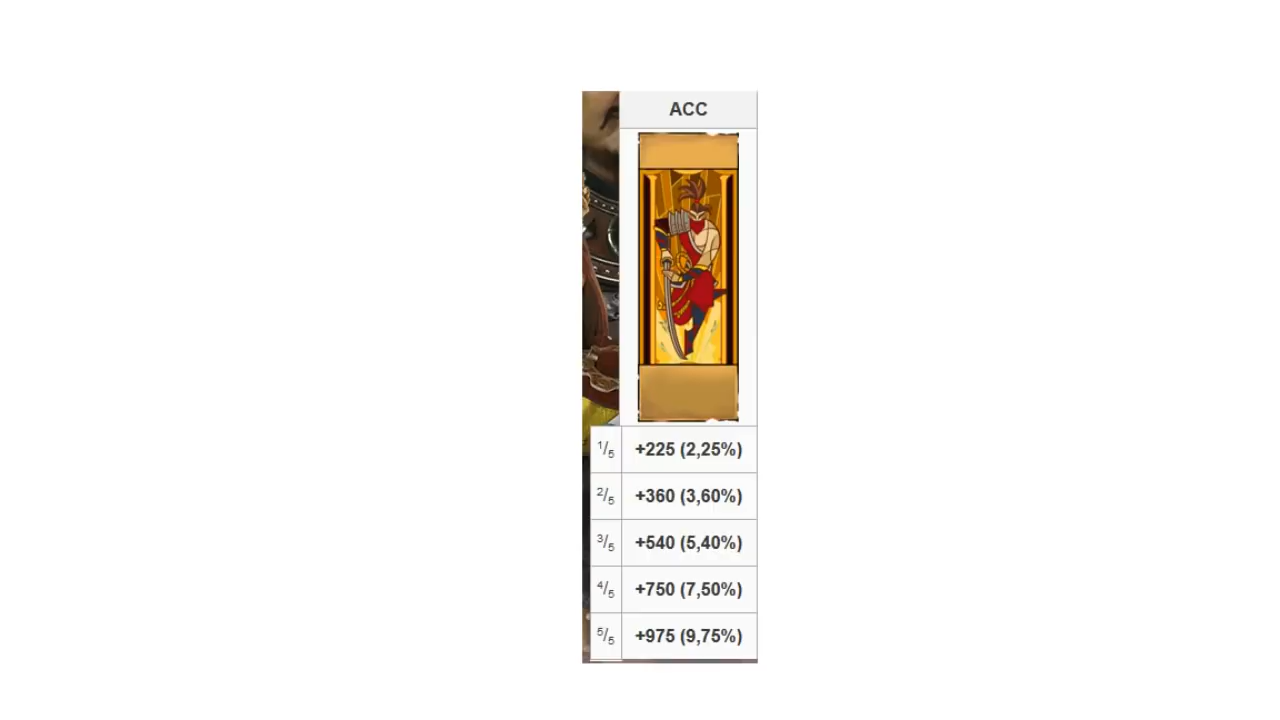 ACC
1/5 +225 (2,25%)
2/5 +360 (3,60%)
3/5 +540 (5,40%)
4/5 +750 (7,50%)
5/5 +975 (9,75%)